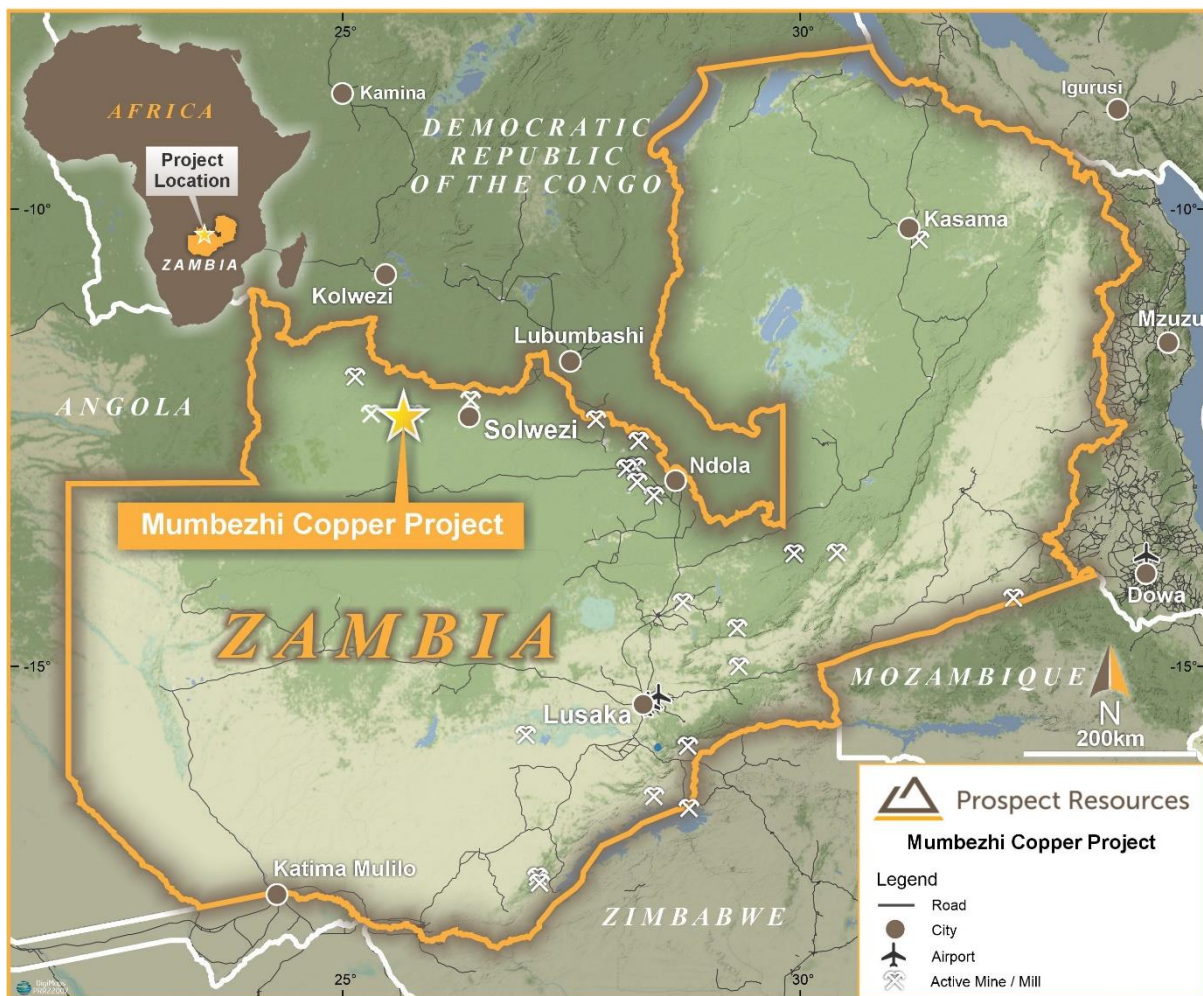 25°
30°
Kamina
Igurusi
AFRICA
DEMOCRATIC
REPUBLIC
OF THE CONGO
Project
Location
-10°
-10°
Kasama
ZAMBIA
Kolwezi
Lubumbashi
Mzuzu
ANGOLA
Solwezi
Ndola
Mumbezhi Copper Project
Dowa
ZAMBIA
-15°
-15°
MOZAMBIQUE
Lusaka
N
200km
Prospect Resources
Mumbezhi Copper Project
Katima Mulilo
Legend
Road
ZIMBABWE
City
Airport
Active Mine / Mill
25°
30°
DigiMaps